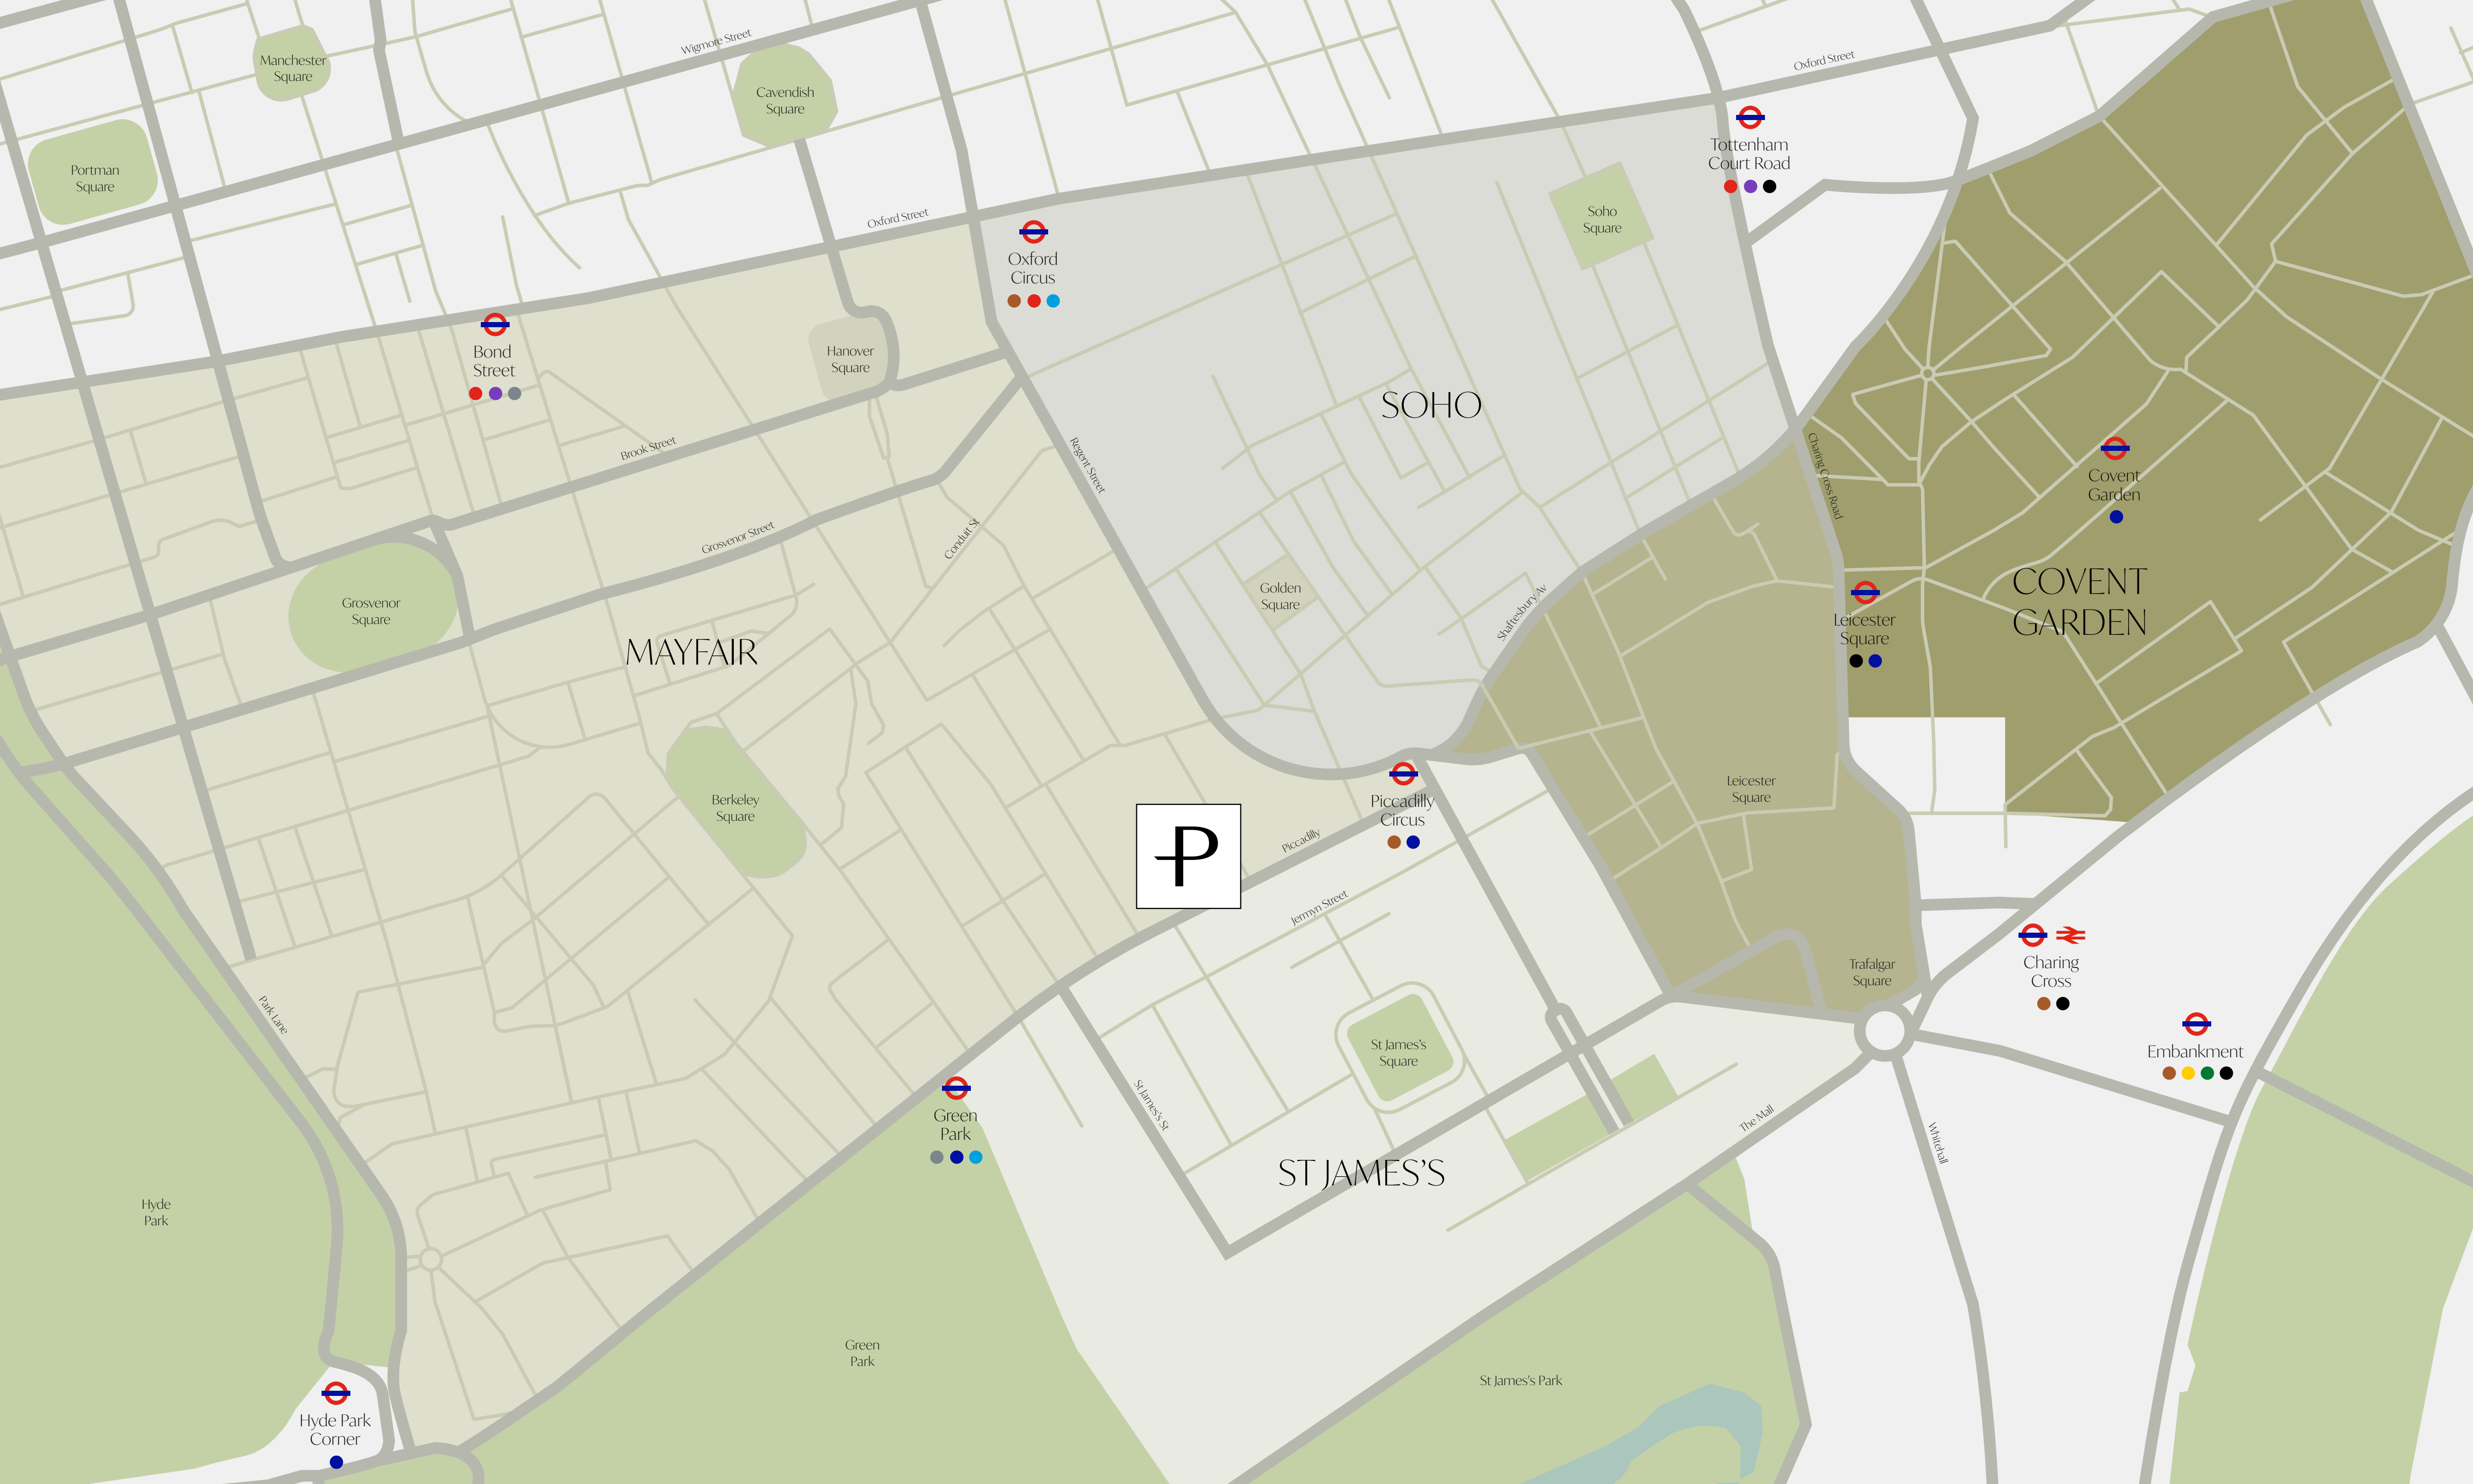 Wigmore Street
Oxford Street
Manchester
Square
Cavendish
Square
Portman
Square
Tottenham
Court Road
Soho
Square
Oxford Street
Oxford
Circus
Bond
Street
Hanover
Square
SOHO
Brook Street
Regent Street
Charing Cross Road
Covent
Garden
Grosvenor Street
Conduit St
Golden
Square
Shaftesbury Av
COVENT
GARDEN
Grosvenor
Square
MAYFAIR
Leicester
Square
Berkeley
Square
Leicester
Square
Piccadilly
Circus
Piccadilly
P
Jermyn Street
Trafalgar
Square
Charing
Cross
Park Lane
St James's
Square
Embankment
Green
Park
St James's St
The Mall
Whitehall
ST JAMES'S
Hyde
Park
Green
Park
St James's Park
Hyde Park
Corner